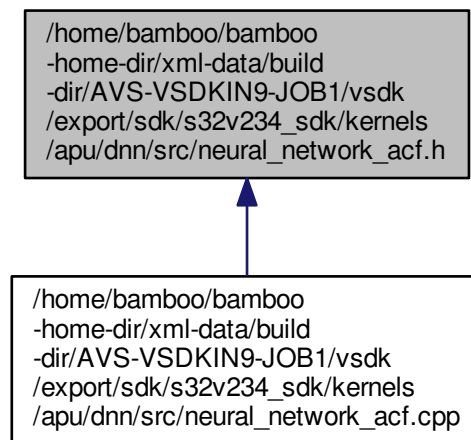 /home/bamboo/bamboo
-home-dir/xml-data/build
-dir/AVS-VSDKIN9-JOB1/vsdk
/export/sdk/s32v234_sdk/kernels
/apu/dnn/src/neural_network_acf.h
/home/bamboo/bamboo
-home-dir/xml-data/build
-dir/AVS-VSDKIN9-JOB1/vsdk
/export/sdk/s32v234_sdk/kernels
/apu/dnn/src/neural_network_acf.cpp